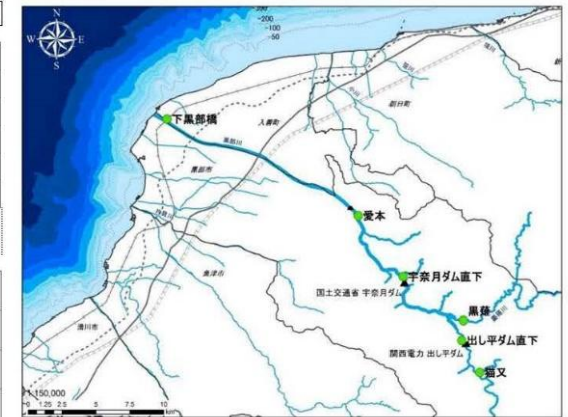 N
W
E
S
-200
-100
-50
下黒部橋
入善町
朝日町
黒部川
黒部市
愛本
宇奈月ダム直下
国土交通省 宇奈月ダム
魚津市
黒薙
黒薙川
出し平ダム直下
関西電力 出し平ダム
滑川市
猫又
1:150,000
0 1.25 2.5 5 7.5 10